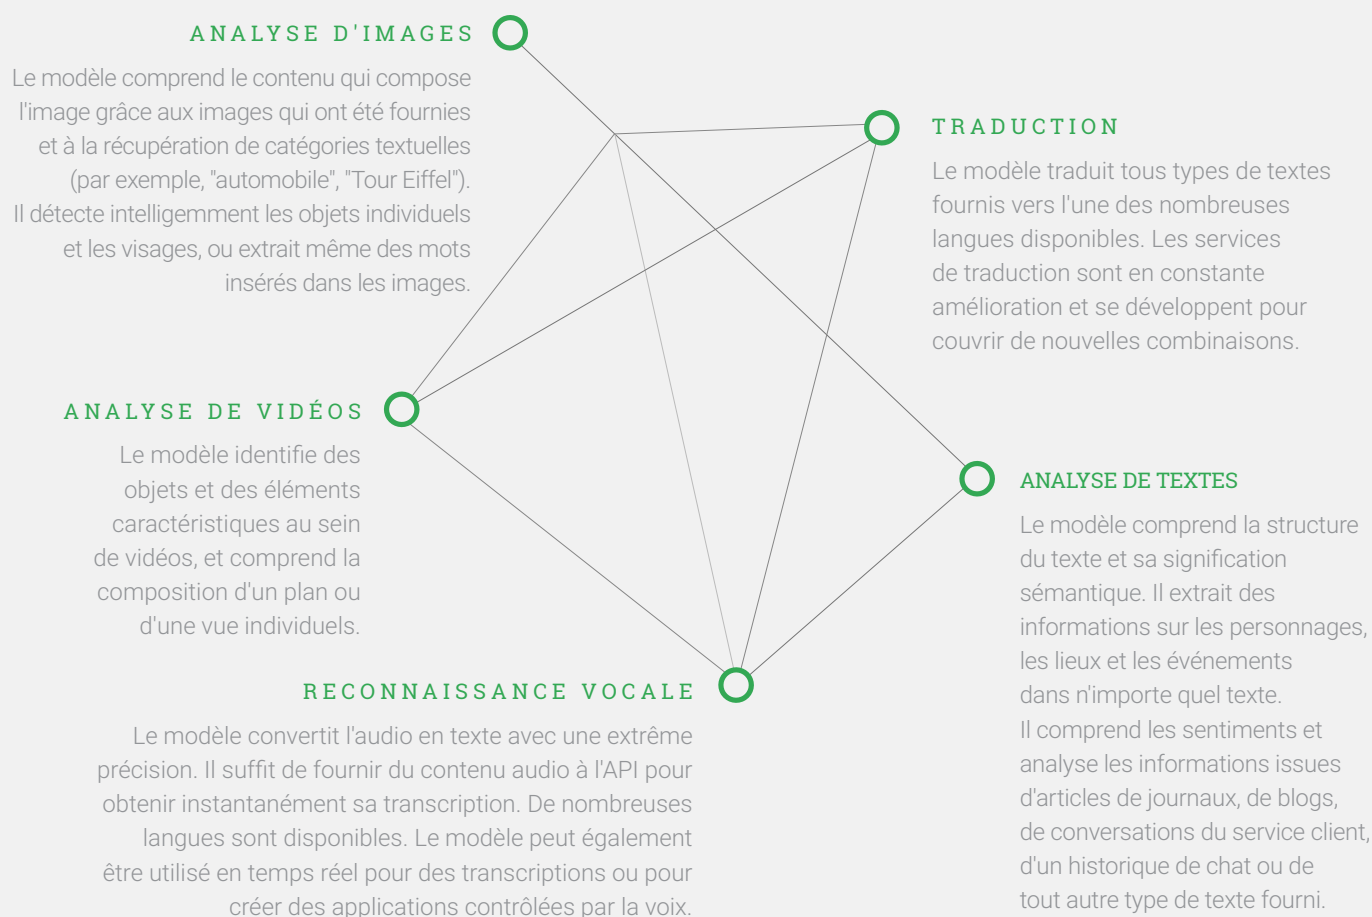 ANALYSE D'IMAGES
Le modèle comprend le contenu qui compose
l'image grâce aux images qui ont été fournies
et à la récupération de catégories textuelles
(par exemple, "automobile", "Tour Eiffel").
Il détecte intelligemment les objets individuels
et les visages, ou extrait même des mots
insérés dans les images.
TRADUCTION
Le modèle traduit tous types de textes
fournis vers l'une des nombreuses
langues disponibles. Les services
de traduction sont en constante
amélioration et se développent pour
couvrir de nouvelles combinaisons.
ANALYSE DE VIDÉOS
Le modèle identifie des
objets et des éléments
caractéristiques au sein
de vidéos, et comprend la
composition d'un plan ou
d'une vue individuels.
ANALYSE DE TEXTES
Le modèle comprend la structure
du texte et sa signification
sémantique. Il extrait des
informations sur les personnages,
les lieux et les événements
dans n'importe quel texte.
Il comprend les sentiments et
analyse les informations issues
d'articles de journaux, de blogs,
de conversations du service client,
d'un historique de chat ou de
tout autre type de texte fourni.
RECONNAISSANCE VOCALE
Le modèle convertit l'audio en texte avec une extrême
précision. Il suffit de fournir du contenu audio à l'API pour
obtenir instantanément sa transcription. De nombreuses
langues sont disponibles. Le modèle peut également
être utilisé en temps réel pour des transcriptions ou pour
créer des applications contrôlées par la voix.